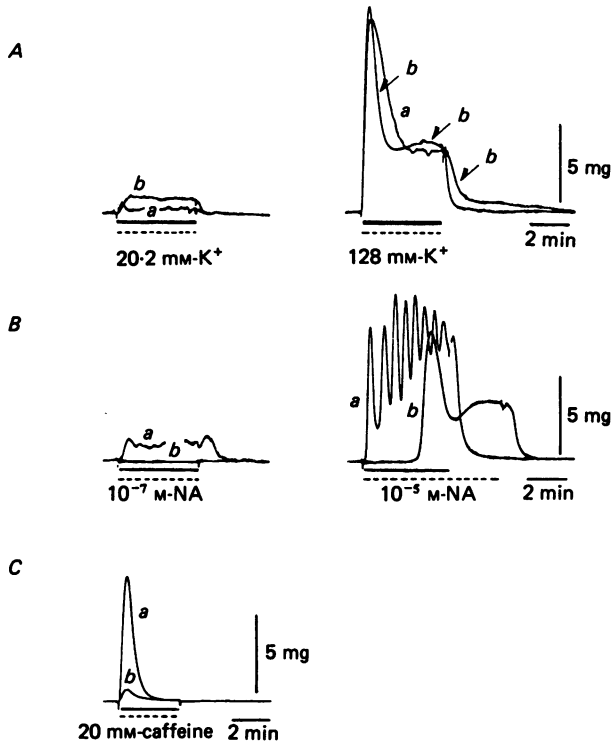 A
b
a
20·2 mM-K⁺
b
a
b
b
128 mM-K⁺
5 mg
2 min
B
a
b
10⁻⁷ M-NA
a
b
10⁻⁵ M-NA
5 mg
2 min
C
a
b
20 mM-caffeine
5 mg
2 min